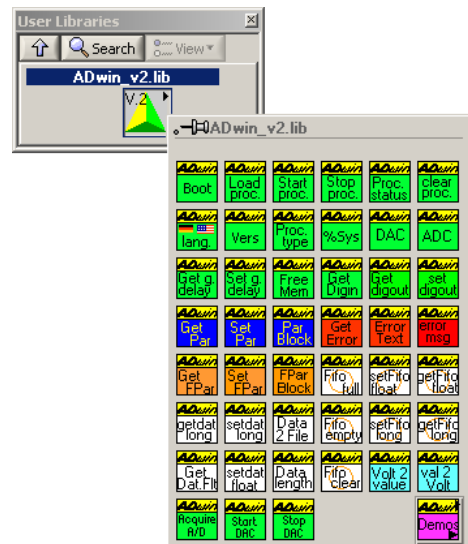 User Libraries
Search View
ADwin_v2.lib
V.2
ADwin_v2.lib
ADwin ADwin ADwin ADwin ADwin ADwin
Boot Load proc. Start proc. Stop proc. Proc. status clear proc.
ADwin ADwin ADwin ADwin ADwin ADwin
lang. Vers Proc. type %Sys DAC ADC
ADwin ADwin ADwin ADwin ADwin ADwin
Get g. delay Set g. delay Free Mem Get Digin Get digout set digout
ADwin ADwin ADwin ADwin ADwin ADwin
Get Par Set Par Par Block Get Error Error Text error msg
ADwin ADwin ADwin ADwin ADwin ADwin
Get FPar Set FPar FPar Block Fifo full setFifo float getFifo float
ADwin ADwin ADwin ADwin ADwin ADwin
getdat long setdat long Data 2 File Fifo empty setFifo long getFifo long
ADwin ADwin ADwin ADwin ADwin ADwin
Get Dat.Flt setdat float Data length Fifo clear Volt 2 value val 2 Volt
ADwin ADwin ADwin ADwin
Acquire A/D Start DAC Stop DAC Demos